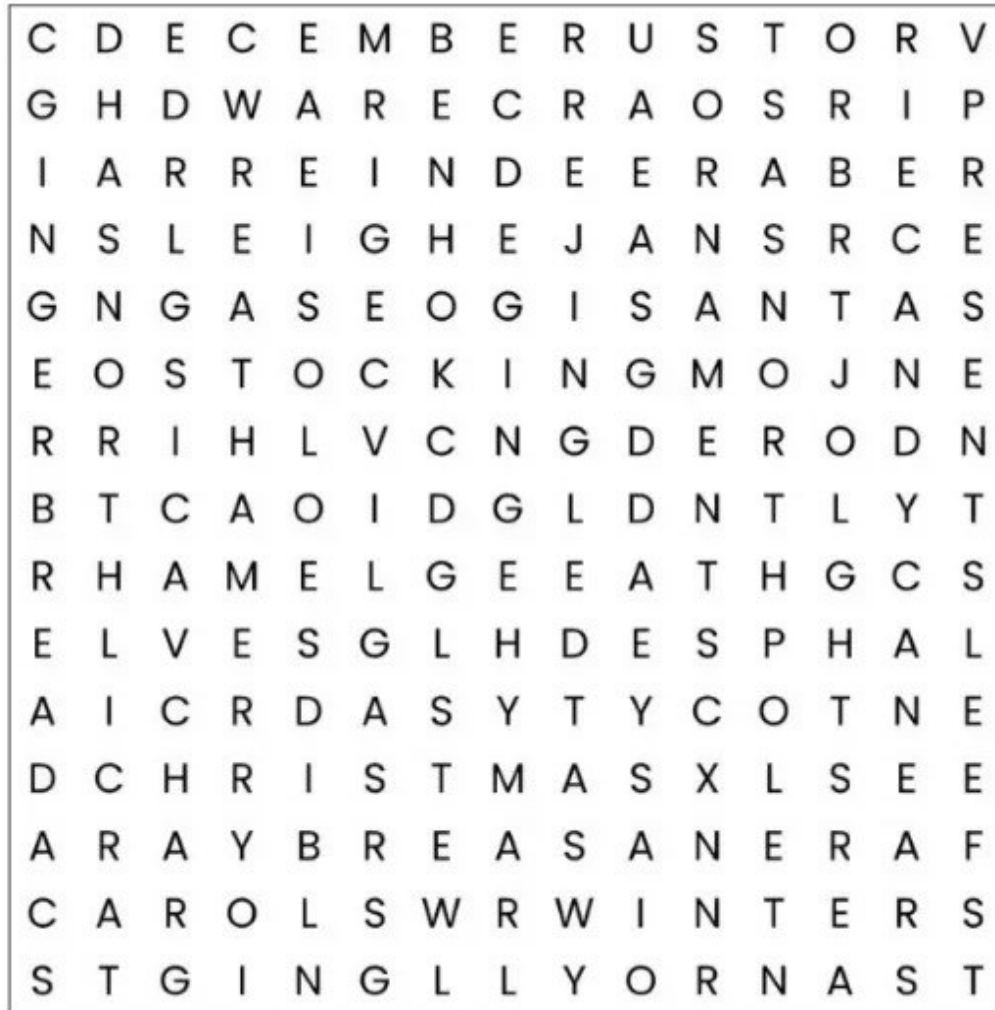 C D E C E M B E R U S T O R V
G H D W A R E C R A O S R I P
I A R R E I N D E E R A B E R
N S L E I G H E J A N S R C E
G N G A S E O G I S A N T A S
E O S T O C K I N G M O J N E
R R I H L V C N G D E R O D N
B T C A O I D G L D N T L Y T
R H A M E L G E E A T H G C S
E L V E S G L H D E S P H A L
A I C R D A S Y T Y C O T N E
D C H R I S T M A S X L S E E
A R A Y B R E A S A N E R A F
C A R O L S W R W I N T E R S
S T G I N G L L Y O R N A S T